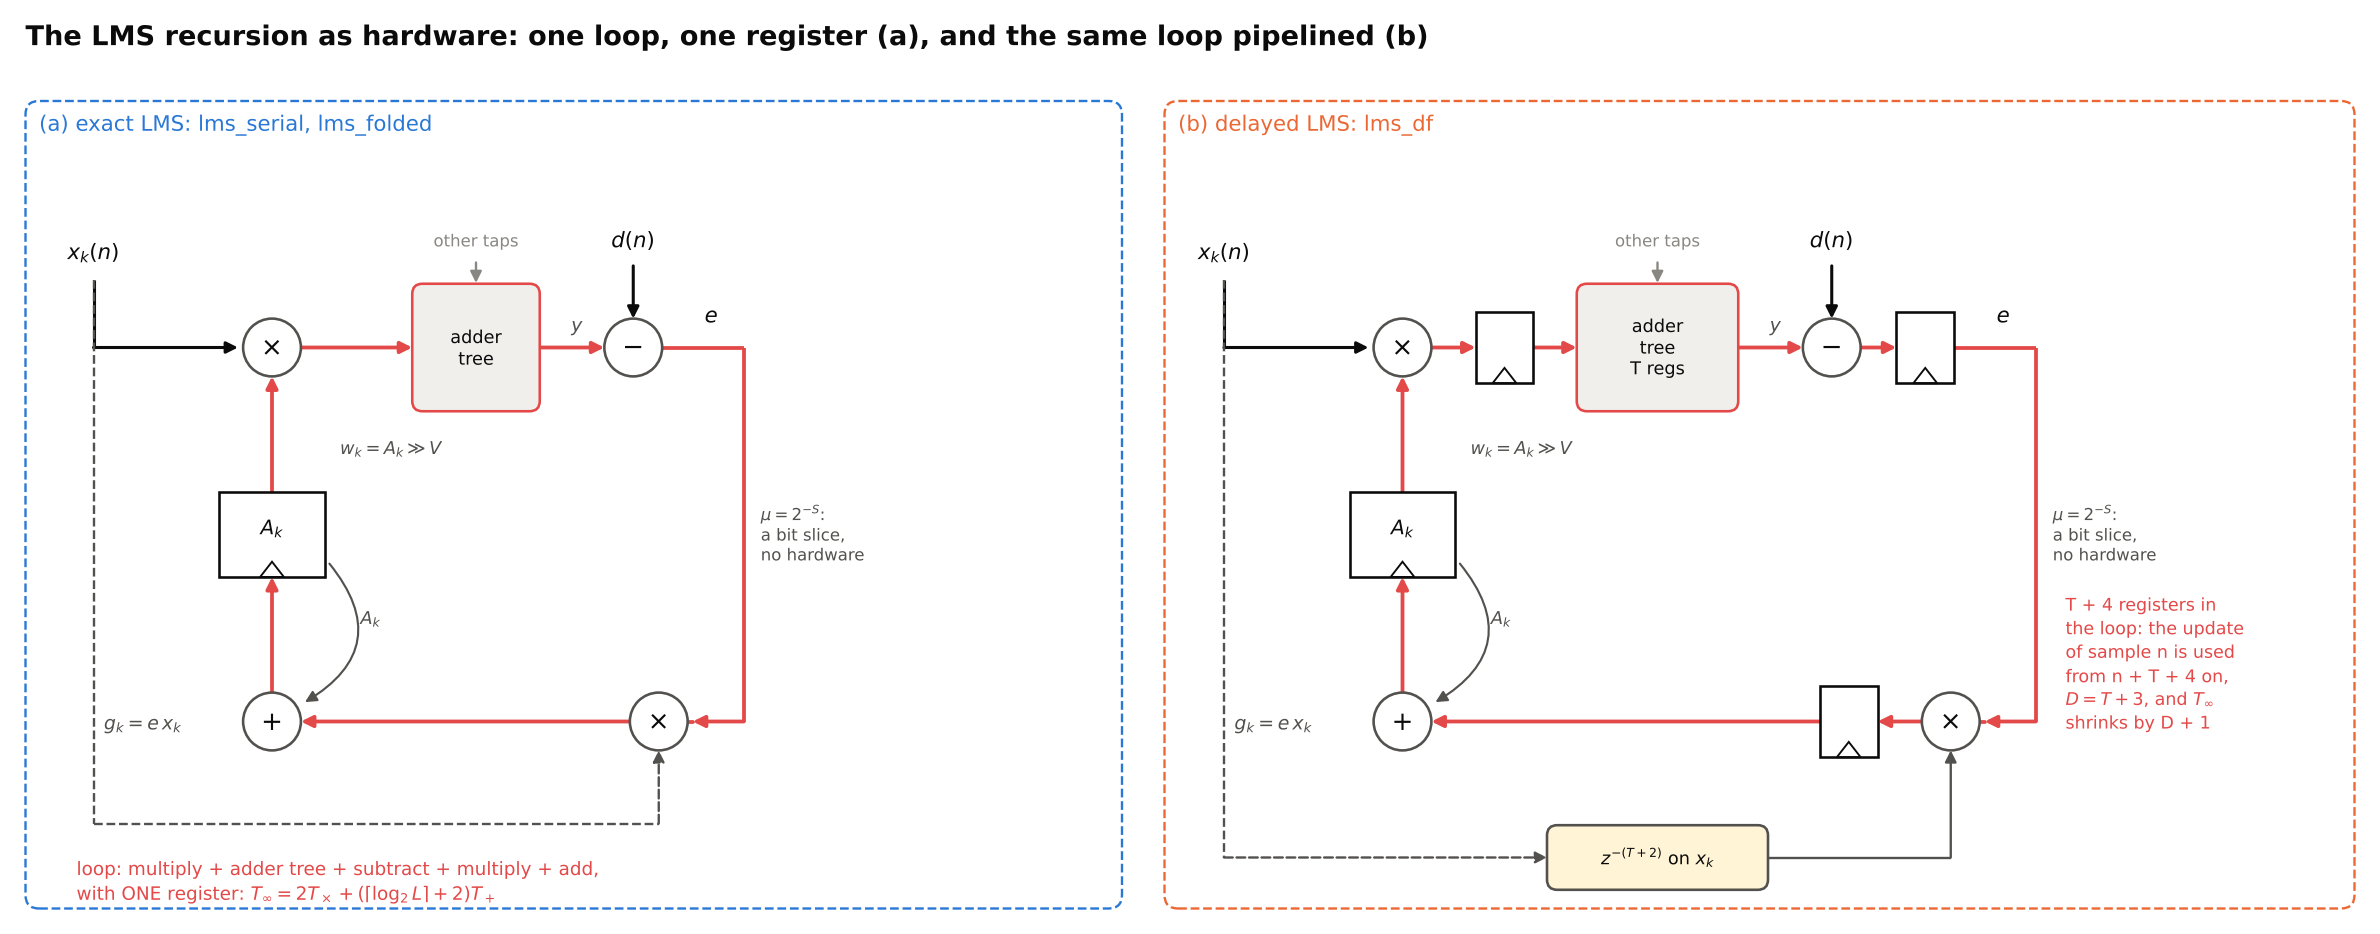 The LMS recursion as hardware: one loop, one register (a), and the same loop pipelined (b)
(a) exact LMS: lms_serial, lms_folded
x_k(n)
other taps
d(n)
×
adder
tree
y
−
e
w_k = A_k ≫ V
A_k
μ = 2^{−S}:
a bit slice,
no hardware
A_k
g_k = e x_k
+
×
loop: multiply + adder tree + subtract + multiply + add,
with ONE register: T_∞ = 2T_× + (⌈log_2 L⌉ + 2)T_+
(b) delayed LMS: lms_df
x_k(n)
other taps
d(n)
×
adder
tree
T regs
y
−
e
w_k = A_k ≫ V
A_k
μ = 2^{−S}:
a bit slice,
no hardware
A_k
T + 4 registers in
the loop: the update
of sample n is used
from n + T + 4 on,
D = T + 3, and T_∞
shrinks by D + 1
g_k = e x_k
+
×
z^{−(T+2)} on x_k